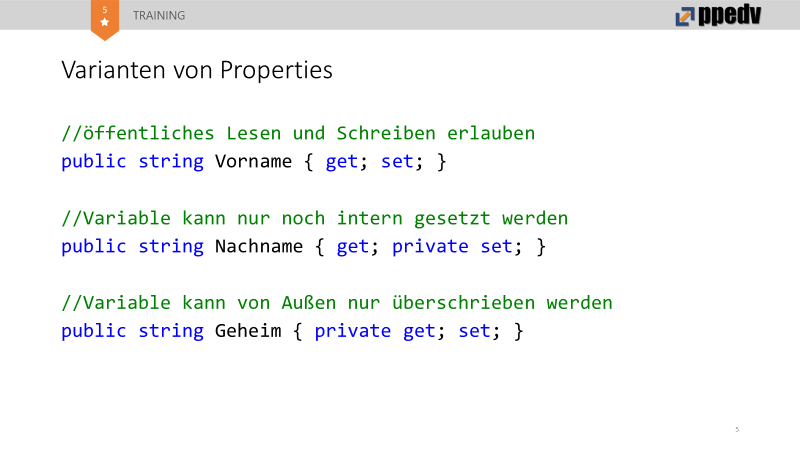 5
TRAINING
ppedv
Varianten von Properties
//öffentliches Lesen und Schreiben erlauben
public string Vorname { get; set; }
//Variable kann nur noch intern gesetzt werden
public string Nachname { get; private set; }
//Variable kann von Außen nur überschrieben werden
public string Geheim { private get; set; }
5